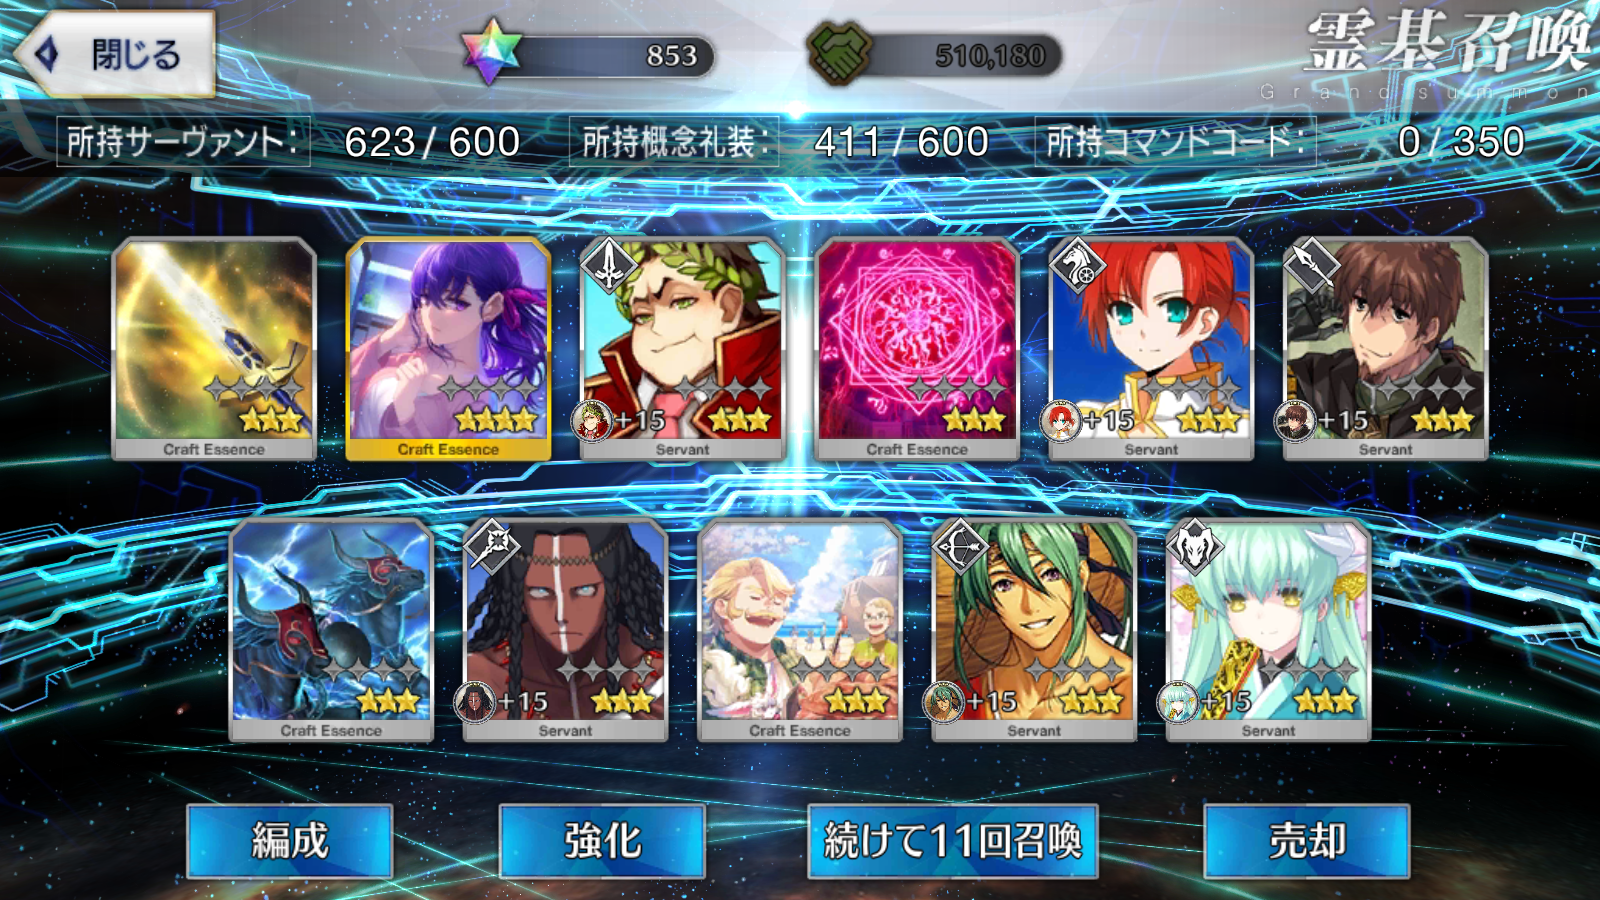 閉じる
853
510,180
霊基召喚
Grand summon
所持サーヴァント: 623 / 600
所持概念礼装: 411 / 600
所持コマンドコード: 0 / 350
Craft Essence
Craft Essence
+15
Servant
Craft Essence
+15
Servant
+15
Servant
Craft Essence
+15
Servant
Craft Essence
+15
Servant
+15
Servant
編成
強化
続けて11回召喚
売却